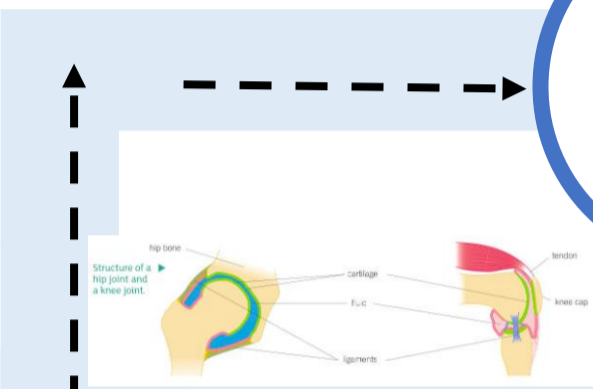 hip bone
Structure of a
hip joint and
a knee joint.
cartilage
fluid
ligaments
tendon
knee cap